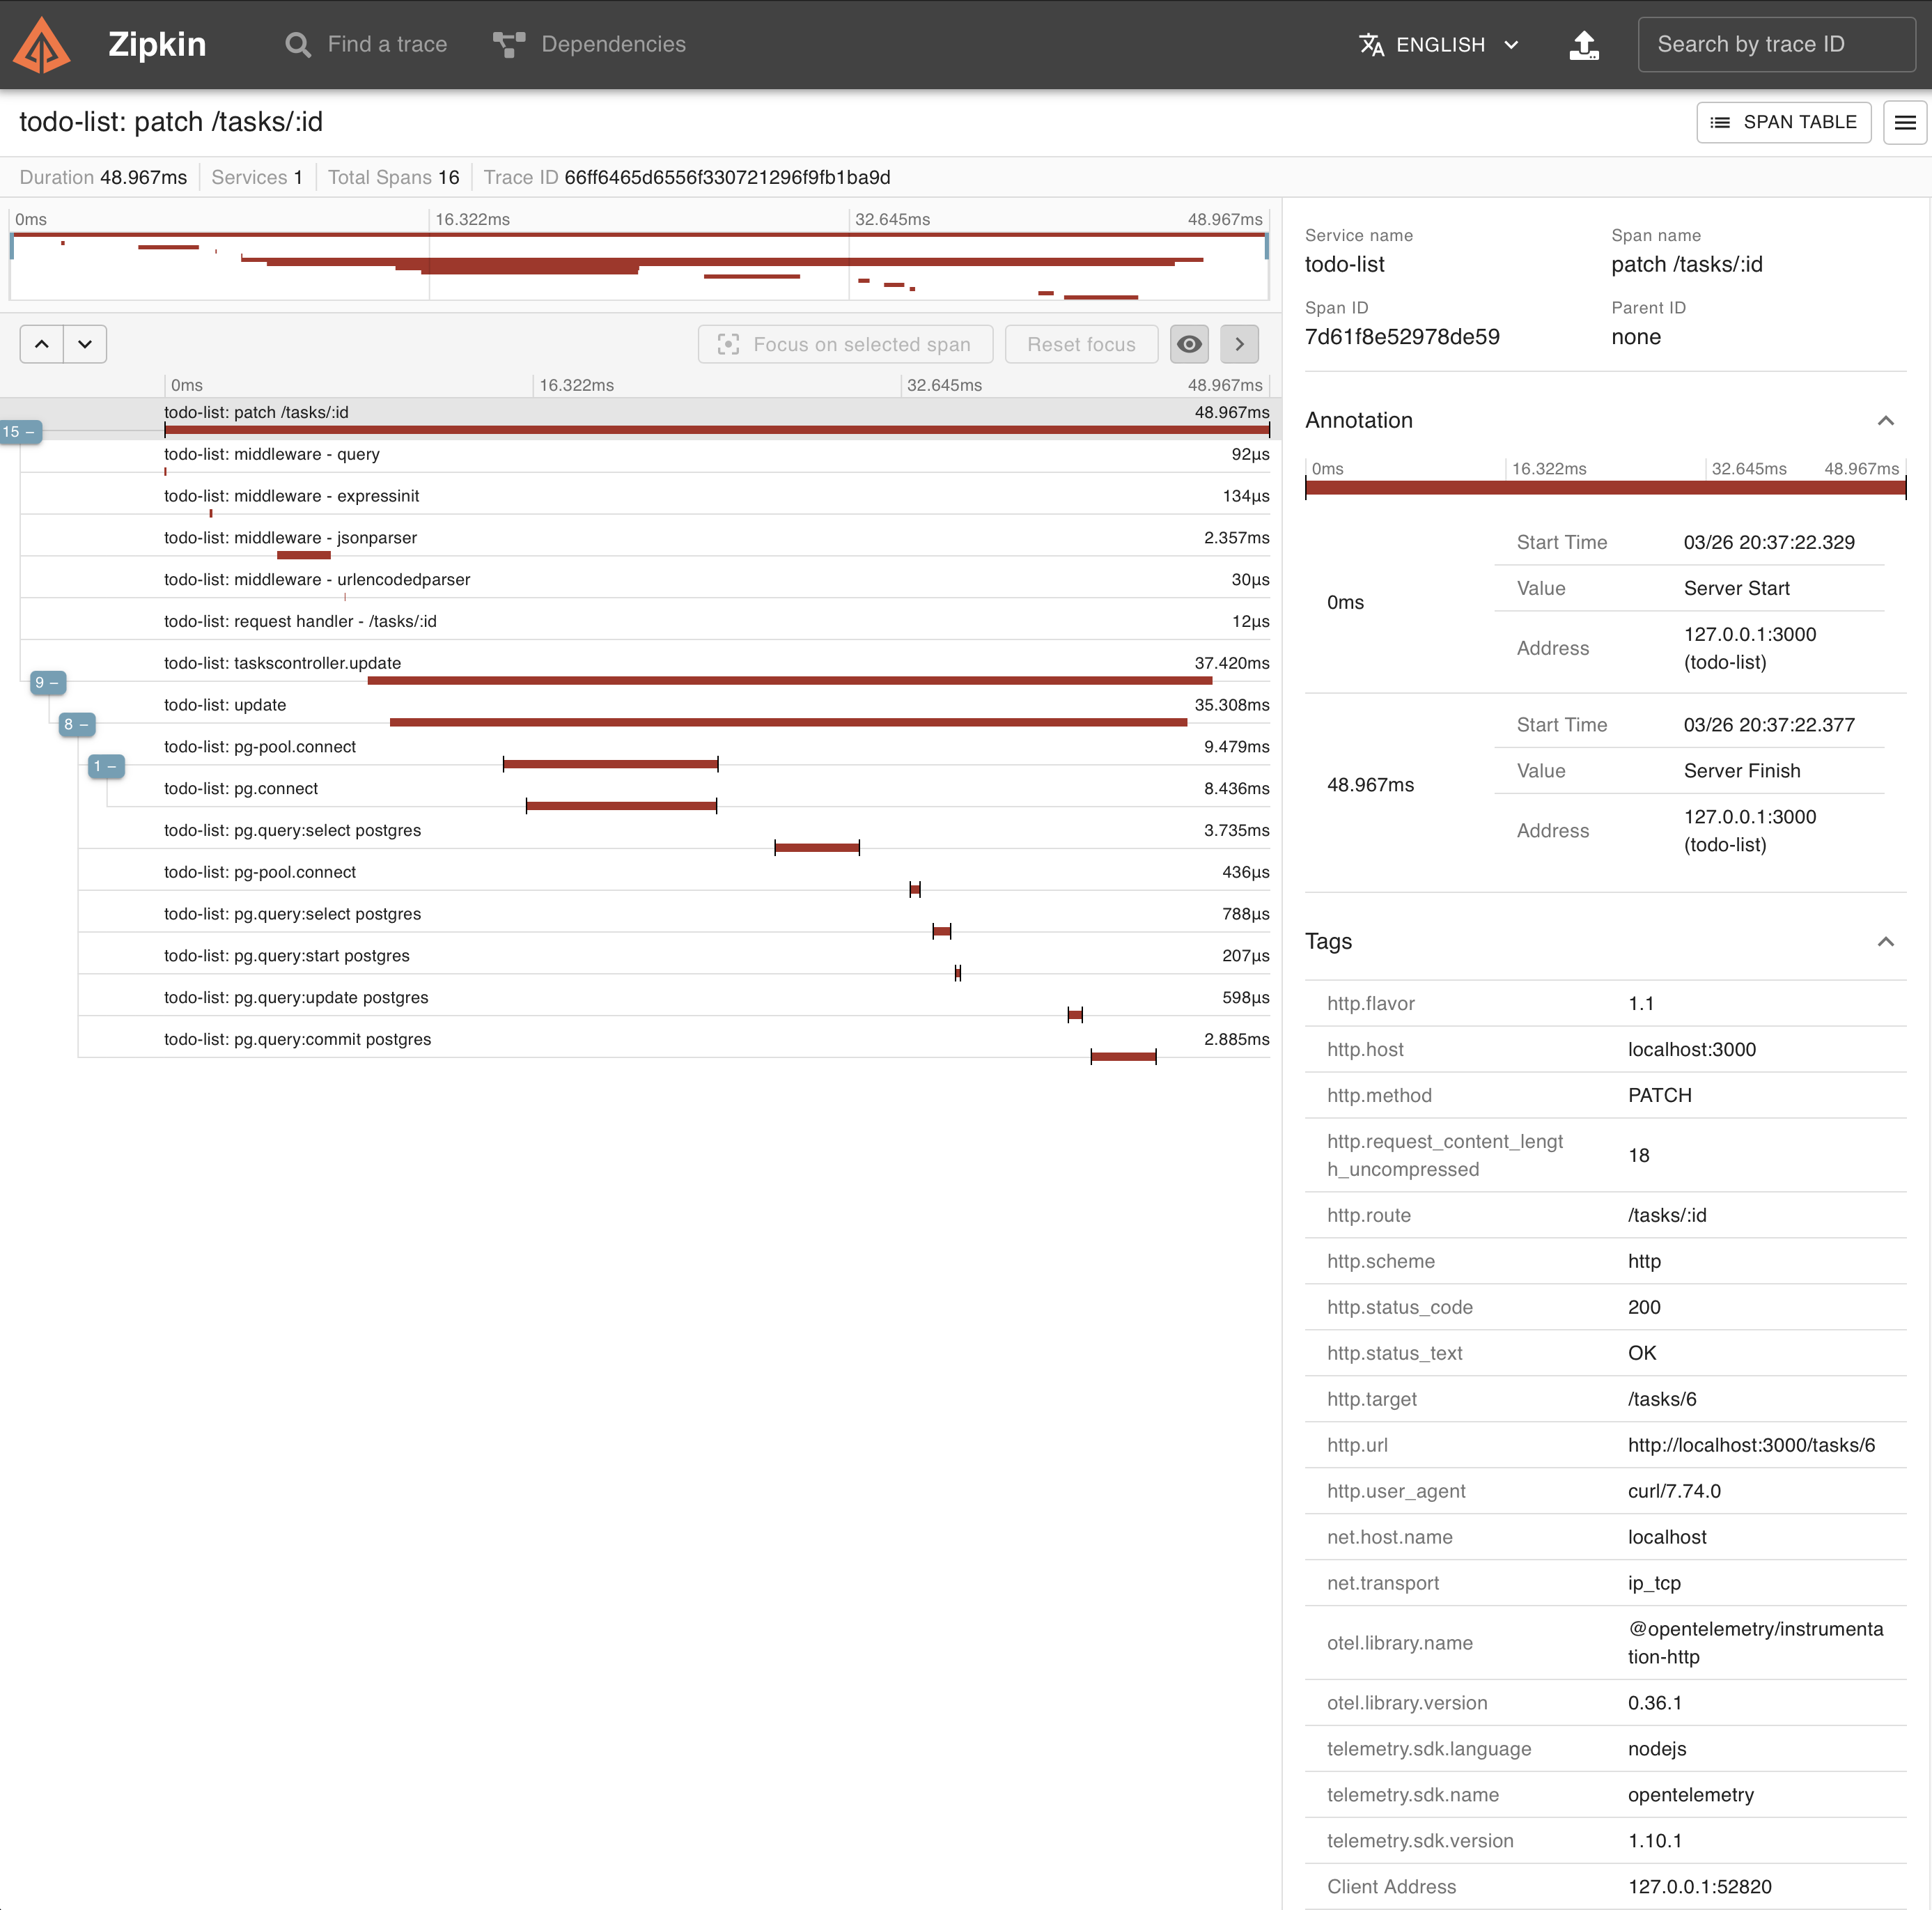 Zipkin
Find a trace
Dependencies
ENGLISH
Search by trace ID
todo-list: patch /tasks/:id
SPAN TABLE
Duration 48.967ms
Services 1
Total Spans 16
Trace ID 66ff6465d6556f330721296f9fb1ba9d
0ms 16.322ms 32.645ms 48.967ms
Focus on selected span
Reset focus
0ms 16.322ms 32.645ms 48.967ms
todo-list: patch /tasks/:id 48.967ms
15 –
todo-list: middleware - query 92μs
todo-list: middleware - expressinit 134μs
todo-list: middleware - jsonparser 2.357ms
todo-list: middleware - urlencodedparser 30μs
todo-list: request handler - /tasks/:id 12μs
todo-list: taskscontroller.update 37.420ms
9 –
todo-list: update 35.308ms
8 –
todo-list: pg-pool.connect 9.479ms
1 –
todo-list: pg.connect 8.436ms
todo-list: pg.query:select postgres 3.735ms
todo-list: pg-pool.connect 436μs
todo-list: pg.query:select postgres 788μs
todo-list: pg.query:start postgres 207μs
todo-list: pg.query:update postgres 598μs
todo-list: pg.query:commit postgres 2.885ms
Service name
todo-list
Span name
patch /tasks/:id
Span ID
7d61f8e52978de59
Parent ID
none
Annotation
0ms 16.322ms 32.645ms 48.967ms
0ms
Start Time 03/26 20:37:22.329
Value Server Start
Address 127.0.0.1:3000
(todo-list)
48.967ms
Start Time 03/26 20:37:22.377
Value Server Finish
Address 127.0.0.1:3000
(todo-list)
Tags
http.flavor 1.1
http.host localhost:3000
http.method PATCH
http.request_content_lengt
h_uncompressed 18
http.route /tasks/:id
http.scheme http
http.status_code 200
http.status_text OK
http.target /tasks/6
http.url http://localhost:3000/tasks/6
http.user_agent curl/7.74.0
net.host.name localhost
net.transport ip_tcp
otel.library.name @opentelemetry/instrumenta
tion-http
otel.library.version 0.36.1
telemetry.sdk.language nodejs
telemetry.sdk.name opentelemetry
telemetry.sdk.version 1.10.1
Client Address 127.0.0.1:52820